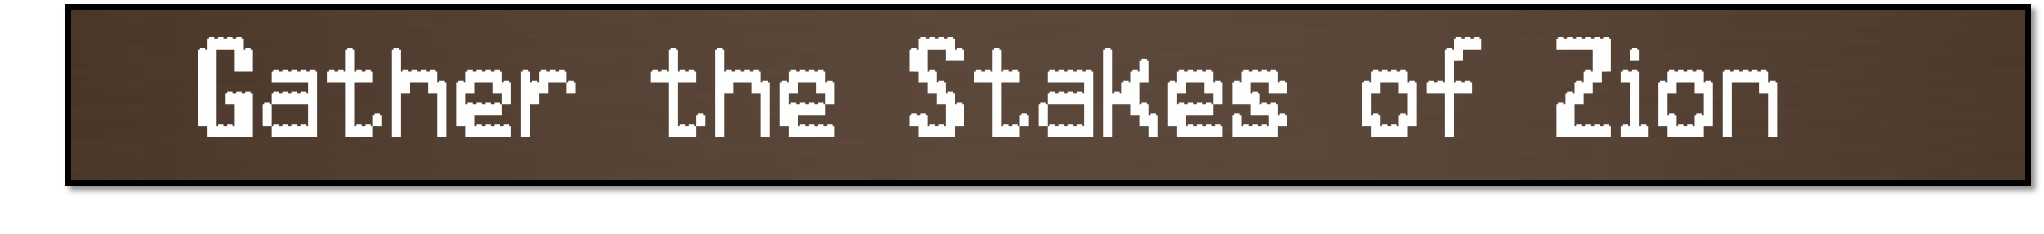 Gather the Stakes of Zion